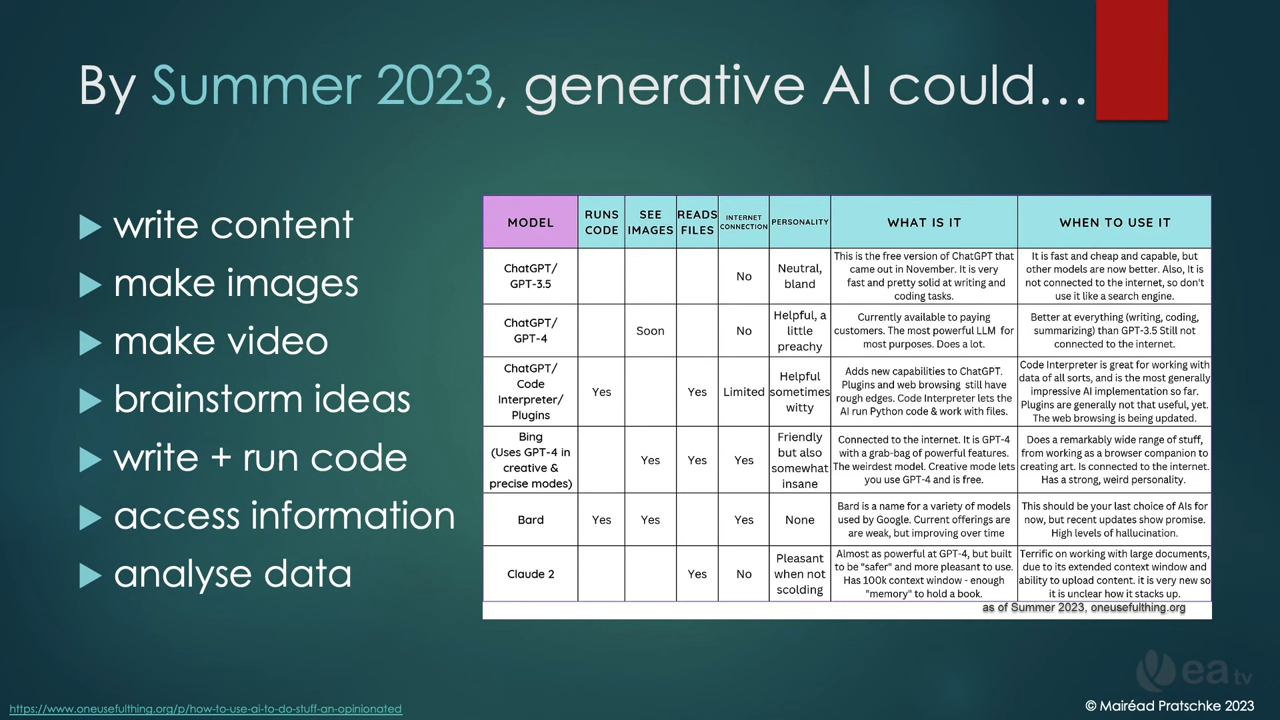 By Summer 2023, generative AI could...
write content
make images
make video
brainstorm ideas
write + run code
access information
analyse data
MODEL
RUNS
CODE
SEE
IMAGES
READS
FILES
INTERNET
CONNECTION
PERSONALITY
WHAT IS IT
WHEN TO USE IT
ChatGPT/
GPT-3.5
No
Neutral,
bland
This is the free version of ChatGPT that
came out in November. It is very
fast and pretty solid at writing and
coding tasks.
It is fast and cheap and capable, but
other models are now better. Also, It is
not connected to the internet, so don't
use it like a search engine.
ChatGPT/
GPT-4
Soon
No
Helpful, a
little
preachy
Currently available to paying
customers. The most powerful LLM for
most purposes. Does a lot.
Better at everything (writing, coding,
summarizing) than GPT-3.5 Still not
connected to the internet.
ChatGPT/
Code
Interpreter/
Plugins
Yes
Yes
Limited
Helpful
sometimes
witty
Adds new capabilities to ChatGPT.
Plugins and web browsing still have
rough edges. Code Interpreter lets the
AI run Python code & work with files.
Code Interpreter is great for working with
data of all sorts, and is the most generally
impressive AI implementation so far.
Plugins are generally not that useful, yet.
The web browsing is being updated.
Bing
(Uses GPT-4 in
creative &
precise modes)
Yes
Yes
Yes
Friendly
but also
somewhat
insane
Connected to the internet. It is GPT-4
with a grab-bag of powerful features.
The weirdest model. Creative mode lets
you use GPT-4 and is free.
Does a remarkably wide range of stuff,
from working as a browser companion to
creating art. Is connected to the internet.
Has a strong, weird personality.
Bard
Yes
Yes
Yes
None
Bard is a name for a variety of models
used by Google. Current offerings are
are weak, but improving over time
This should be your last choice of AIs for
now, but recent updates show promise.
High levels of hallucination.
Claude 2
Yes
No
Pleasant
when not
scolding
Almost as powerful at GPT-4, but built
to be "safer" and more pleasant to use.
Has 100k context window - enough
"memory" to hold a book.
Terrific on working with large documents,
due to its extended context window and
ability to upload content. it is very new so
it is unclear how it stacks up.
as of Summer 2023, oneusefulthing.org
ea tv
https://www.oneusefulthing.org/p/how-to-use-ai-to-do-stuff-an-opinionated
© Mairéad Pratschke 2023